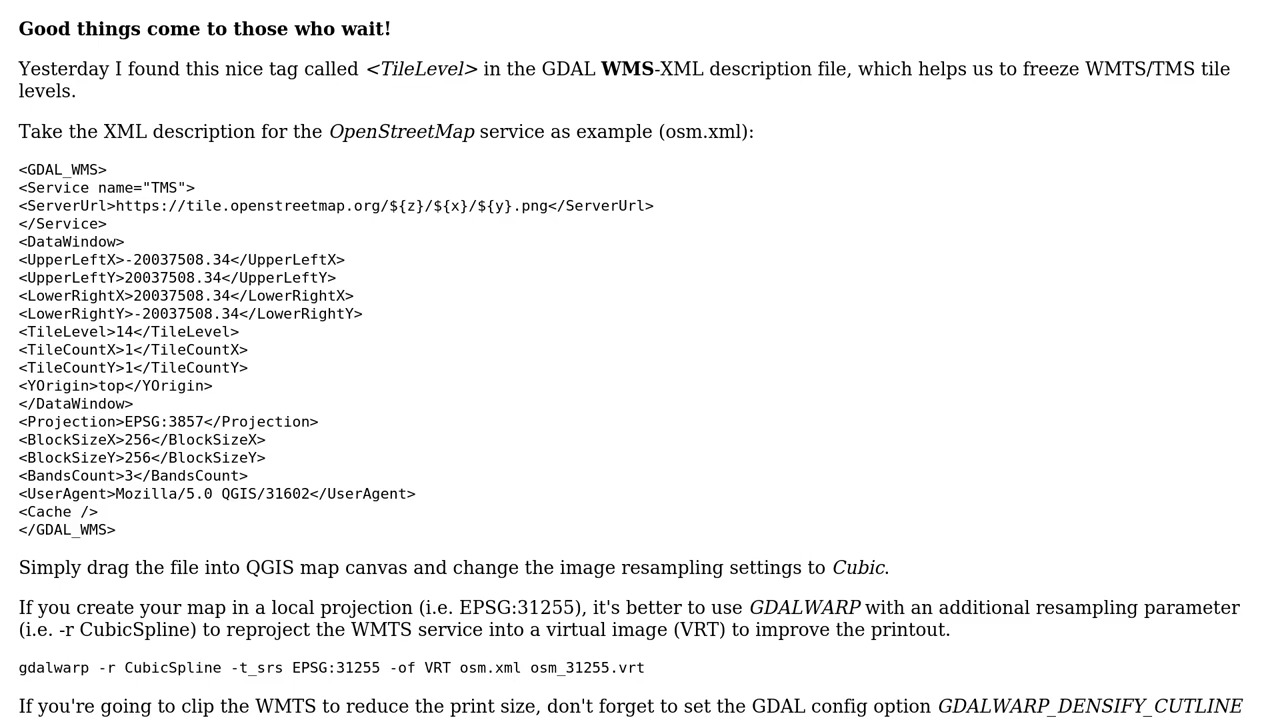 Good things come to those who wait!
Yesterday I found this nice tag called <TileLevel> in the GDAL WMS-XML description file, which helps us to freeze WMTS/TMS tile
levels.
Take the XML description for the OpenStreetMap service as example (osm.xml):
<GDAL_WMS>
<Service name="TMS">
<ServerUrl>https://tile.openstreetmap.org/${z}/${x}/${y}.png</ServerUrl>
</Service>
<DataWindow>
<UpperLeftX>-20037508.34</UpperLeftX>
<UpperLeftY>20037508.34</UpperLeftY>
<LowerRightX>20037508.34</LowerRightX>
<LowerRightY>-20037508.34</LowerRightY>
<TileLevel>14</TileLevel>
<TileCountX>1</TileCountX>
<TileCountY>1</TileCountY>
<YOrigin>top</YOrigin>
</DataWindow>
<Projection>EPSG:3857</Projection>
<BlockSizeX>256</BlockSizeX>
<BlockSizeY>256</BlockSizeY>
<BandsCount>3</BandsCount>
<UserAgent>Mozilla/5.0 QGIS/31602</UserAgent>
<Cache />
</GDAL_WMS>
Simply drag the file into QGIS map canvas and change the image resampling settings to Cubic.
If you create your map in a local projection (i.e. EPSG:31255), it's better to use GDALWARP with an additional resampling parameter
(i.e. -r CubicSpline) to reproject the WMTS service into a virtual image (VRT) to improve the printout.
gdalwarp -r CubicSpline -t_srs EPSG:31255 -of VRT osm.xml osm_31255.vrt
If you're going to clip the WMTS to reduce the print size, don't forget to set the GDAL config option GDALWARP_DENSIFY_CUTLINE